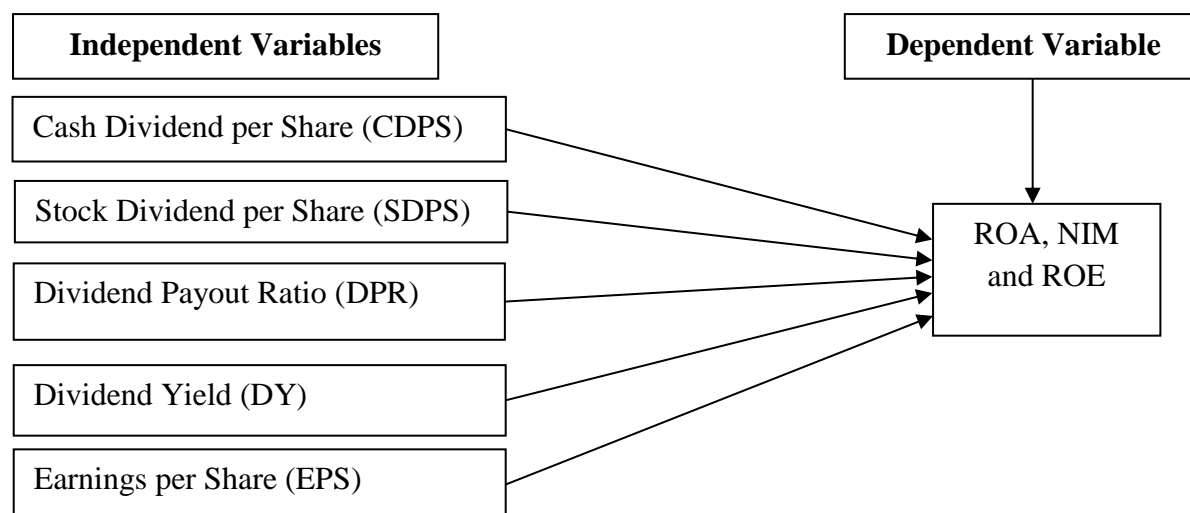 Independent Variables
Dependent Variable
Cash Dividend per Share (CDPS)
Stock Dividend per Share (SDPS)
Dividend Payout Ratio (DPR)
Dividend Yield (DY)
Earnings per Share (EPS)
ROA, NIM
and ROE